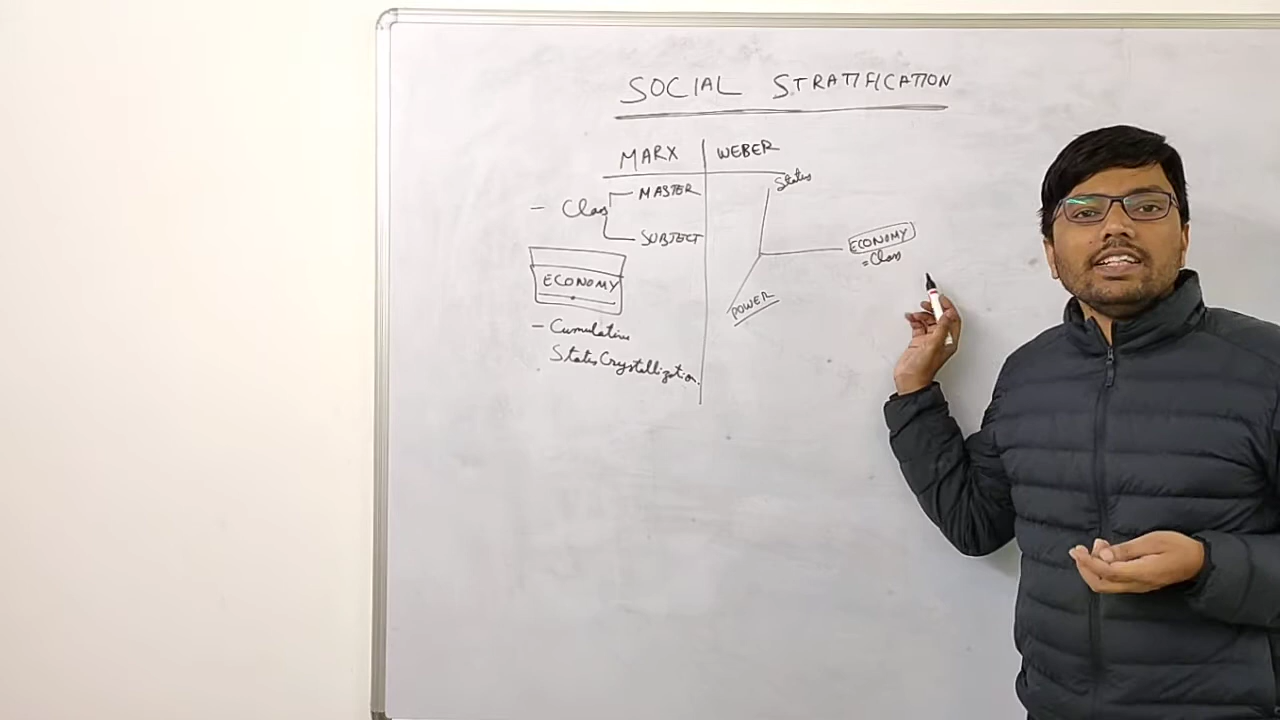 SOCIAL STRATIFICATION
MARX
- Class
MASTER
SUBJECT
ECONOMY
- Cumulative
Status Crystallization.
WEBER
Status
ECONOMY
= Class
POWER